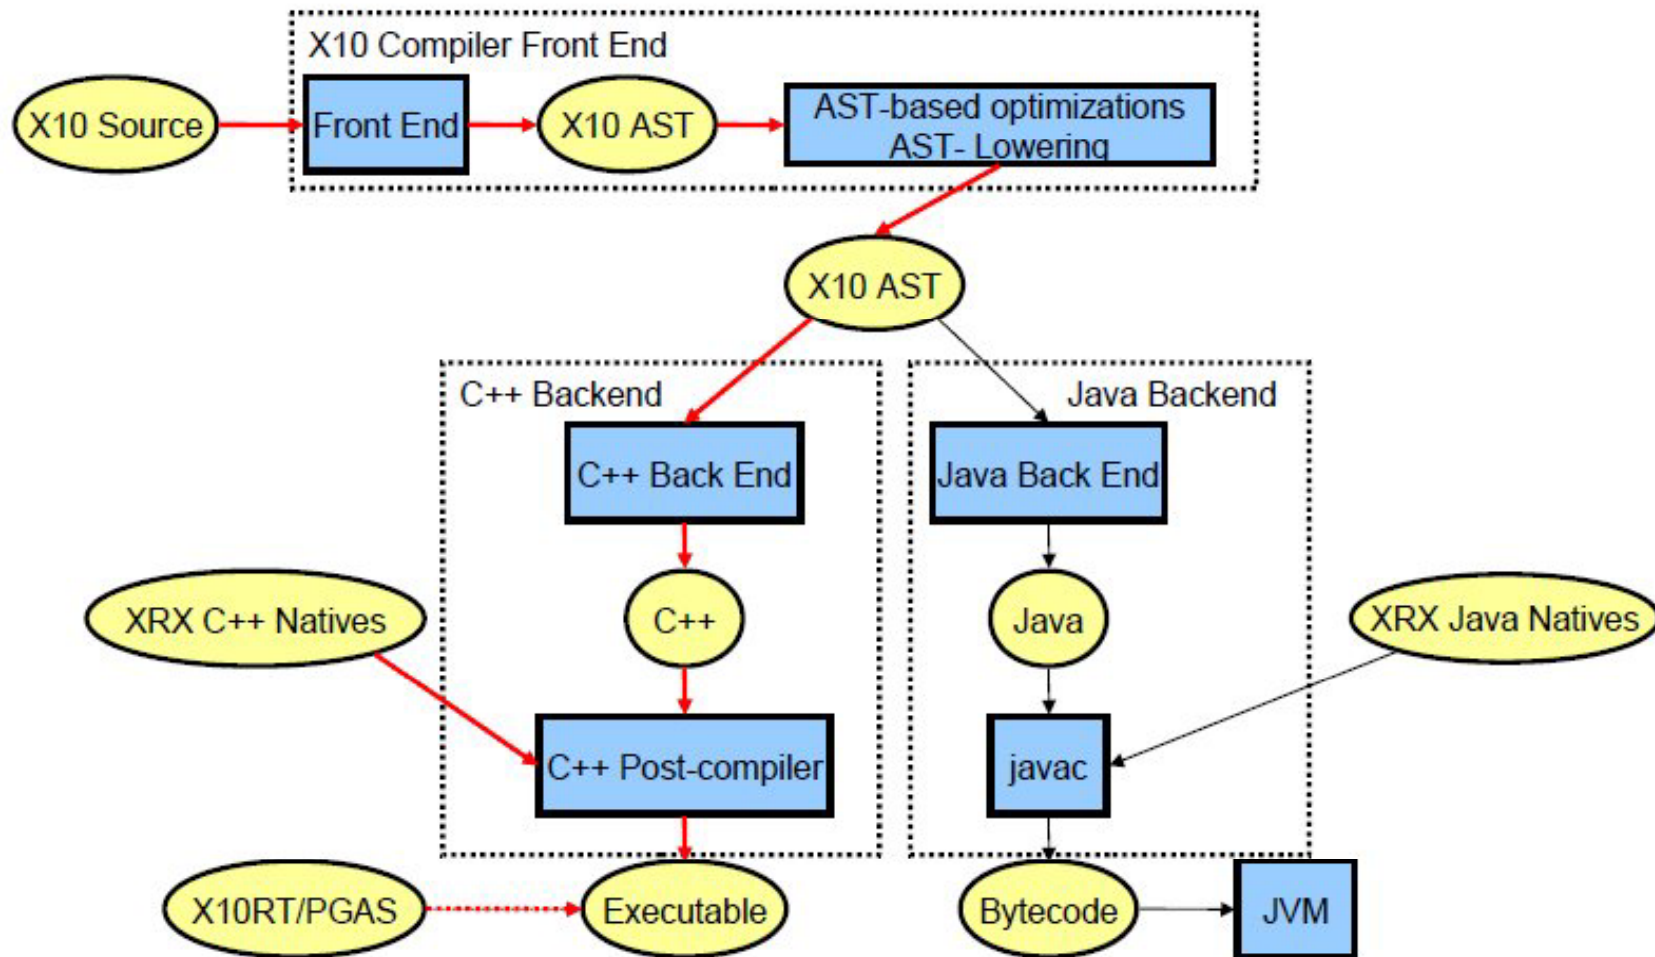 X10 Compiler Front End
X10 Source
Front End
X10 AST
AST-based optimizations
AST- Lowering
X10 AST
C++ Backend
Java Backend
C++ Back End
Java Back End
XRX C++ Natives
C++
Java
XRX Java Natives
C++ Post-compiler
javac
X10RT/PGAS
Executable
Bytecode
JVM